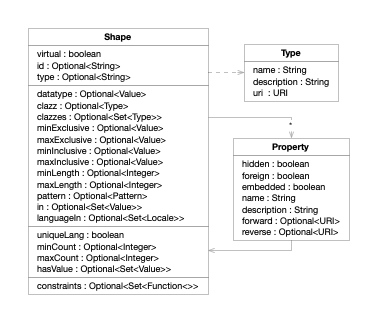 Shape
virtual : boolean
id : Optional<String>
type : Optional<String>
datatype : Optional<Value>
clazz : Optional<Type>
clazzes : Optional<Set<Type>>
minExclusive : Optional<Value>
maxExclusive : Optional<Value>
minInclusive : Optional<Value>
maxInclusive : Optional<Value>
minLength : Optional<Integer>
maxLength : Optional<Integer>
pattern : Optional<Pattern>
in : Optional<Set<Value>>
languageIn : Optional<Set<Locale>>
uniqueLang : boolean
minCount : Optional<Integer>
maxCount : Optional<Integer>
hasValue : Optional<Set<Value>>
constraints : Optional<Set<Function<>>
Type
name : String
description : String
uri : URI
*
Property
hidden : boolean
foreign : boolean
embedded : boolean
name : String
description : String
forward : Optional<URI>
reverse : Optional<URI>